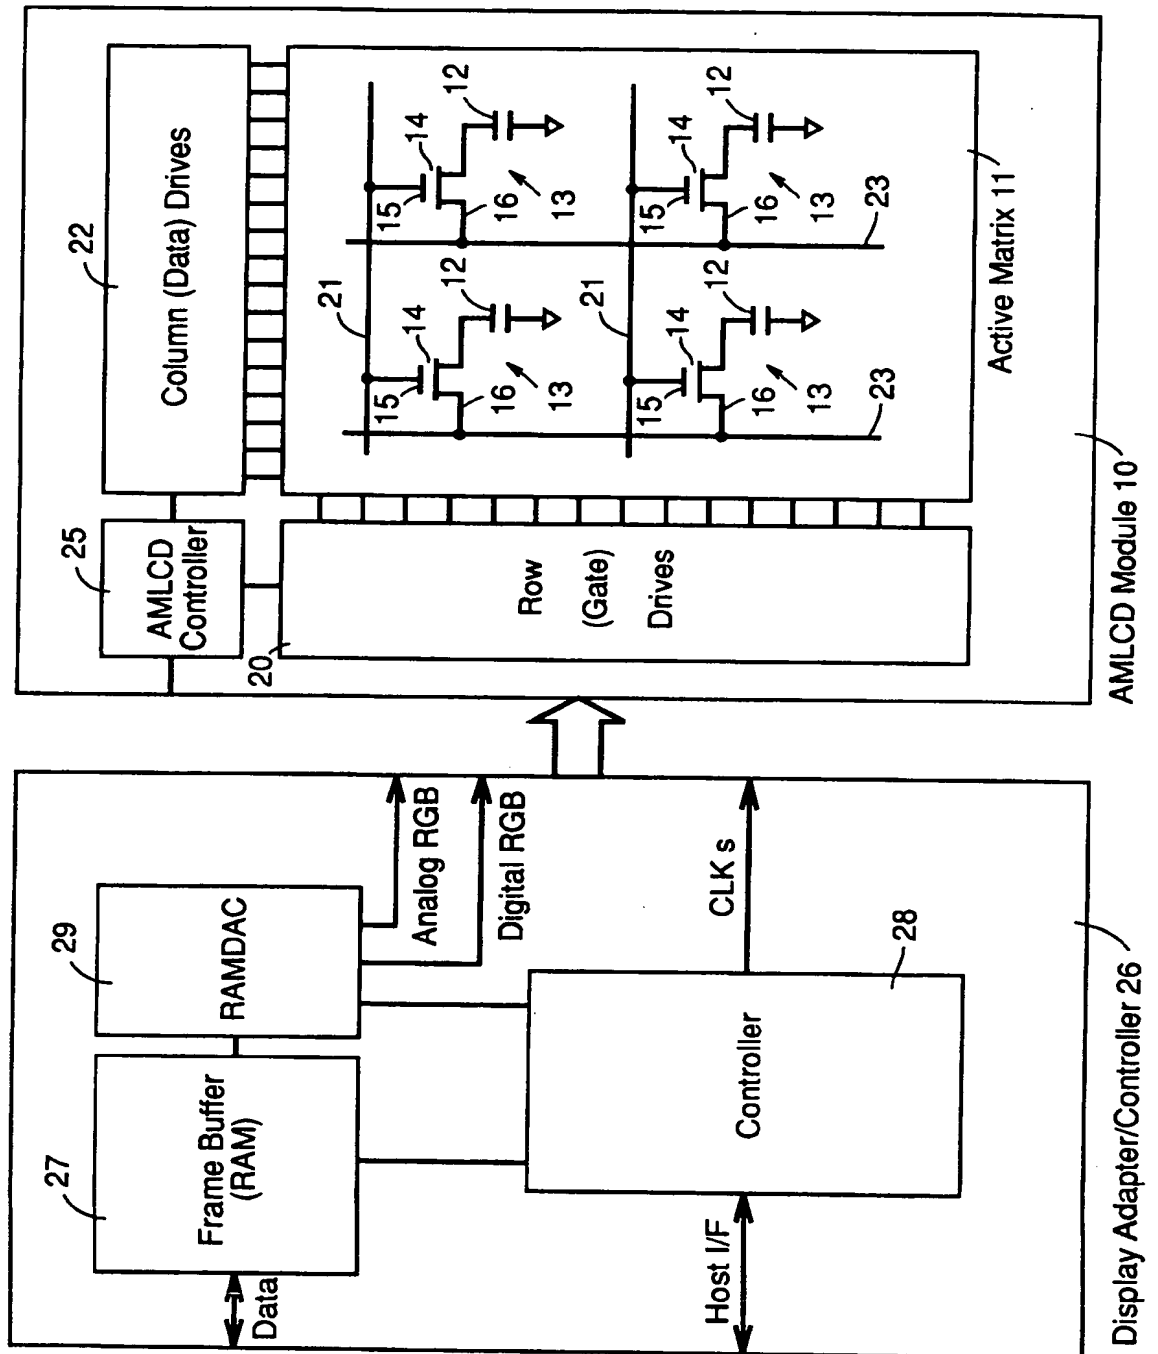 27
Frame Buffer
(RAM)
29
RAMDAC
Data
Analog RGB
Digital RGB
Host I/F
Controller
28
CLK s
Display Adapter/Controller 26
25
AMLCD
Controller
22
Column (Data) Drives
20
Row
(Gate)
Drives
21
14
12
15
16
13
14
12
15
16
13
21
14
12
15
16
13
23
14
12
15
16
13
23
Active Matrix 11
AMLCD Module 10